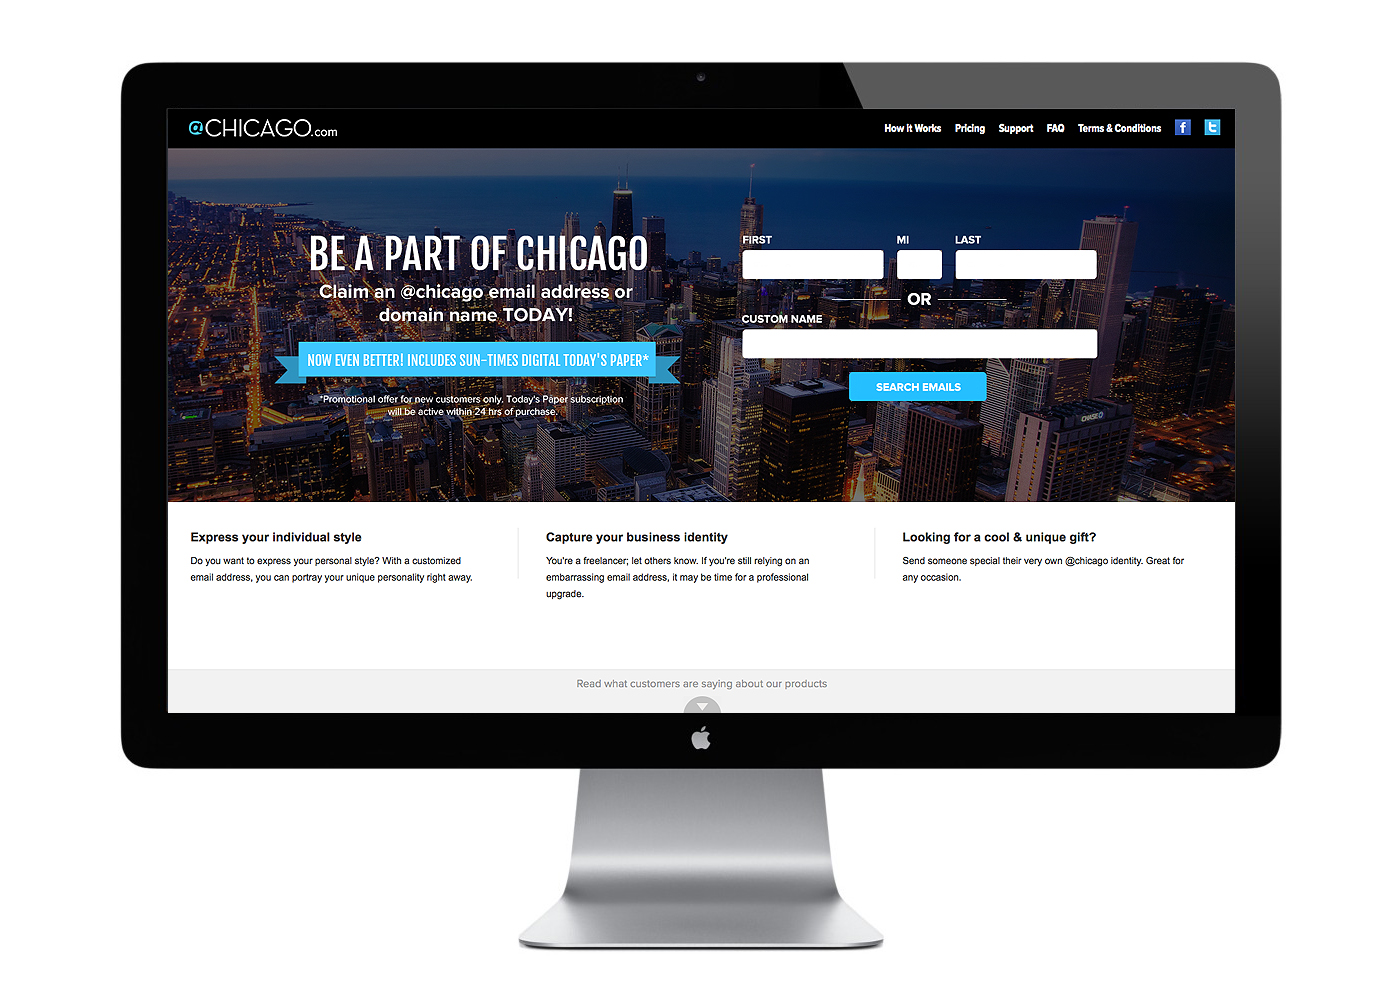 @CHICAGO.com
How it Works Pricing Support FAQ Terms & Conditions f t
BE A PART OF CHICAGO
Claim an @chicago email address or
domain name TODAY!
NOW EVEN BETTER! INCLUDES SUN-TIMES DIGITAL TODAY'S PAPER*
*Promotional offer for new customers only. Today's Paper subscription
will be active within 24 hrs of purchase.
FIRST MI LAST
OR
CUSTOM NAME
SEARCH EMAILS
CHASE
Express your individual style
Do you want to express your personal style? With a customized
email address, you can portray your unique personality right away.
Capture your business identity
You're a freelancer; let others know. If you're still relying on an
embarrassing email address, it may be time for a professional
upgrade.
Looking for a cool & unique gift?
Send someone special their very own @chicago identity. Great for
any occasion.
Read what customers are saying about our products